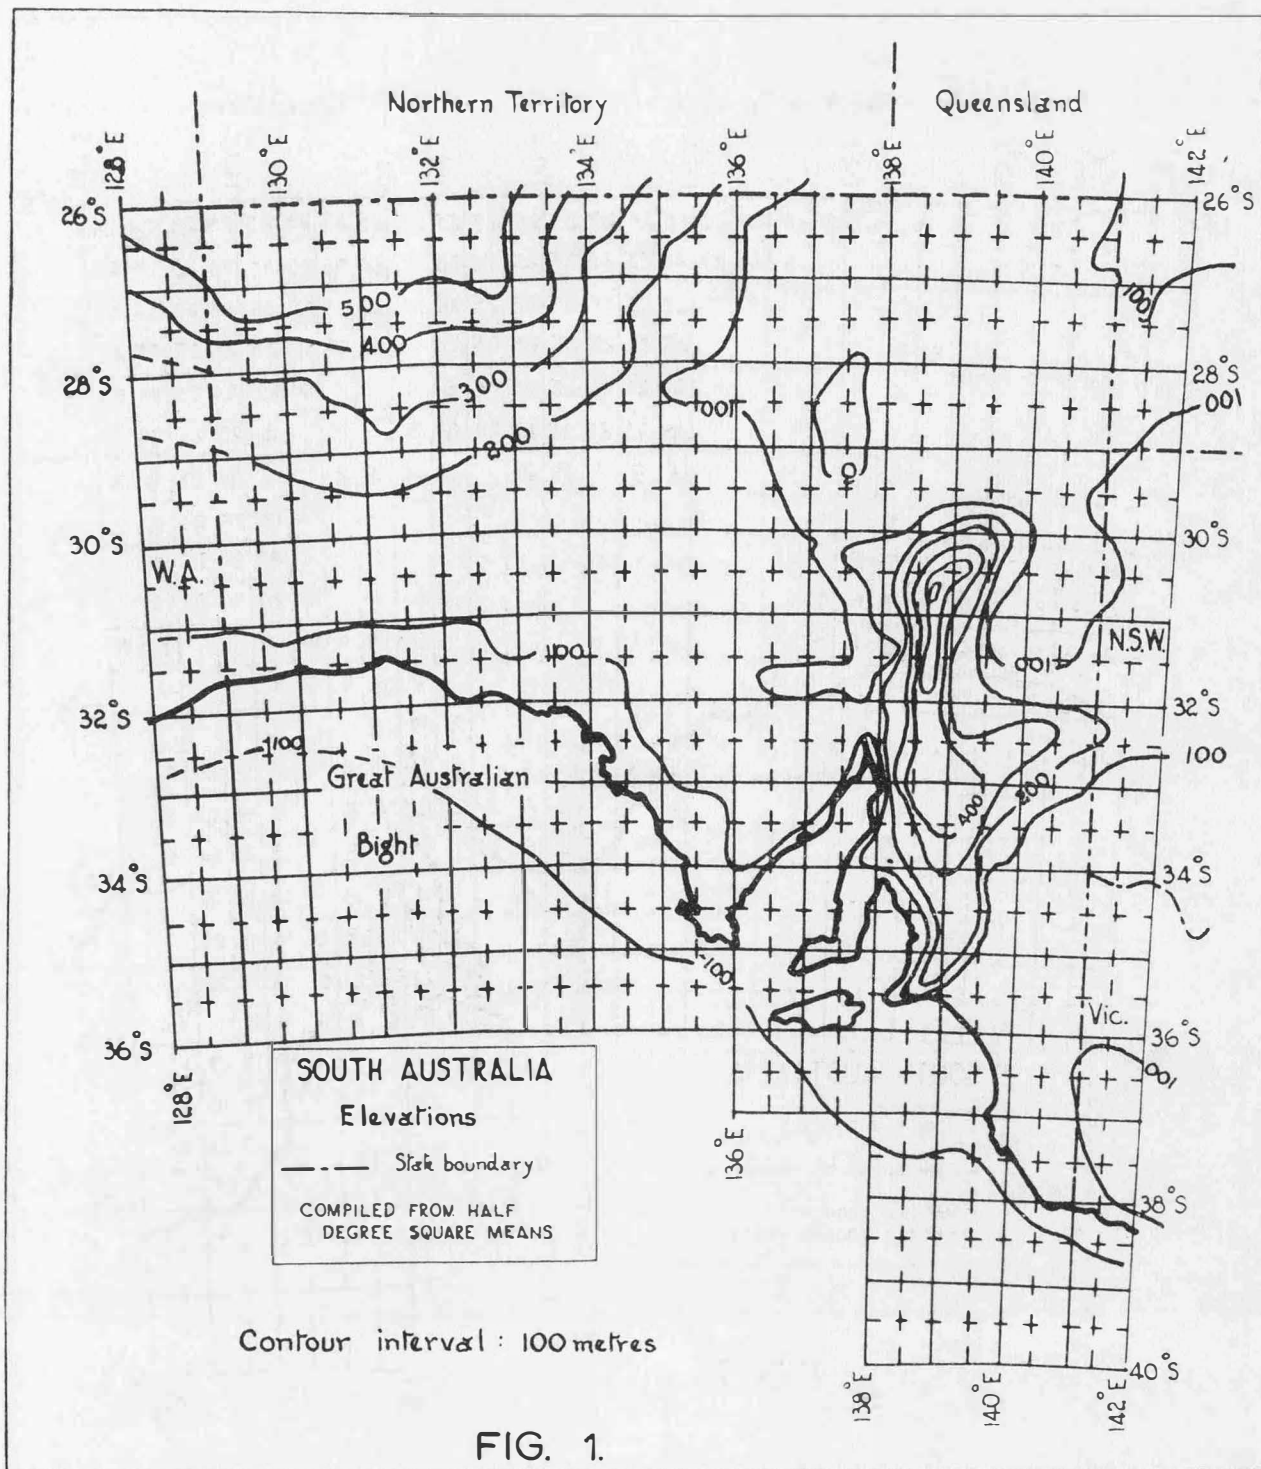 Northern Territory
Queensland
128°E
130°E
132°E
134°E
136°E
138°E
140°E
142°E
26°S
26°S
500
400
100
28°S
28°S
300
100
100
200
0
30°S
30°S
W.A.
N.S.W.
100
100
32°S
32°S
-100
100
Great Australian
400
200
Bight
34°S
34°S
-100
Vic.
36°S
36°S
100
128°E
136°E
SOUTH AUSTRALIA
Elevations
State boundary
COMPILED FROM HALF
DEGREE SQUARE MEANS
38°S
Contour interval : 100 metres
40°S
138°E
140°E
142°E
FIG. 1.